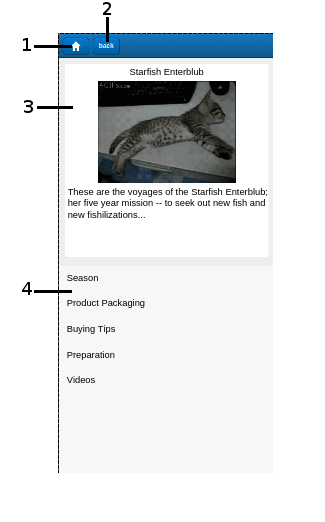 2
1
back
3
Starfish Enterblub
4GIFs.com
These are the voyages of the Starfish Enterblub;
her five year mission -- to seek out new fish and
new fishilizations...
4
Season
Product Packaging
Buying Tips
Preparation
Videos